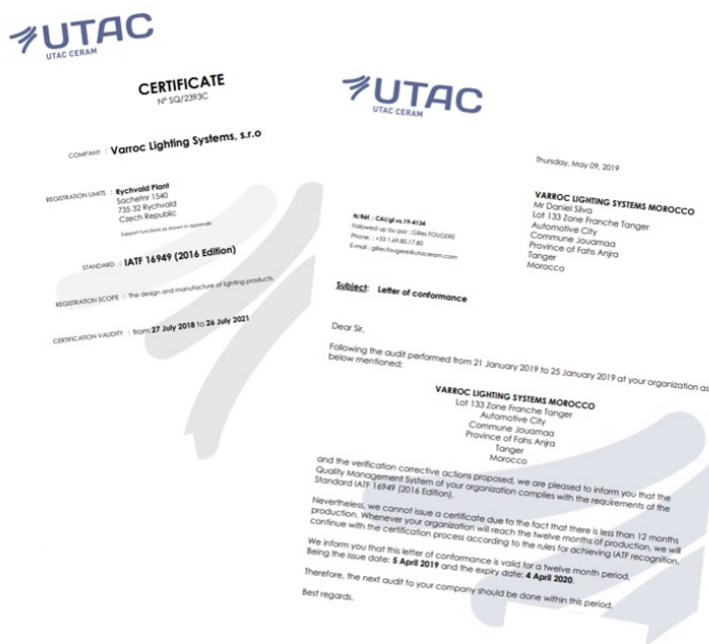 UTAC
UTAC CERAM
CERTIFICATE
N° SQ/2393C
COMPANY : Varroc Lighting Systems, s.r.o
REGISTRATION LIMITS : Rychvald Plant
Sachetnr 1540
735 32 Rychvald
Czech Republic
Support functions as shown in appendix
STANDARD : IATF 16949 (2016 Edition)
REGISTRATION SCOPE : The design and manufacture of lighting products.
CERTIFICATION VALIDITY : from 27 July 2018 to 26 July 2021
UTAC
UTAC CERAM
Thursday, May 09, 2019
VARROC LIGHTING SYSTEMS MOROCCO
Mr Daniel Silva
Lot 133 Zone Franche Tanger
Automotive City
Commune Jouamaa
Province of Fahs Anjra
Tanger
Morocco
N/Réf. : CAU/gf.vs.19-4134
Followed up bu par : Gilles FOUGERE
Phone. : +33 1.69.80.17.80
E-mail : gilles.fougere@utaceram.com
Subject: Letter of conformance
Dear Sir,
Following the audit performed from 21 January 2019 to 25 January 2019 at your organization as
below mentioned:
VARROC LIGHTING SYSTEMS MOROCCO
Lot 133 Zone Franche Tanger
Automotive City
Commune Jouamaa
Province of Fahs Anjra
Tanger
Morocco
and the verification corrective actions proposed, we are pleased to inform you that the
Quality Management System of your organization complies with the requirements of the
Standard IATF 16949 (2016 Edition).
Nevertheless, we cannot issue a certificate due to the fact that there is less than 12 months
production. Whenever your organization will reach the twelve months of production, we will
continue with the certification process according to the rules for achieving IATF recognition.
We inform you that this letter of conformance is valid for a twelve month period.
Being the issue date: 5 April 2019 and the expiry date: 4 April 2020.
Therefore, the next audit to your company should be done within this period.
Best regards.